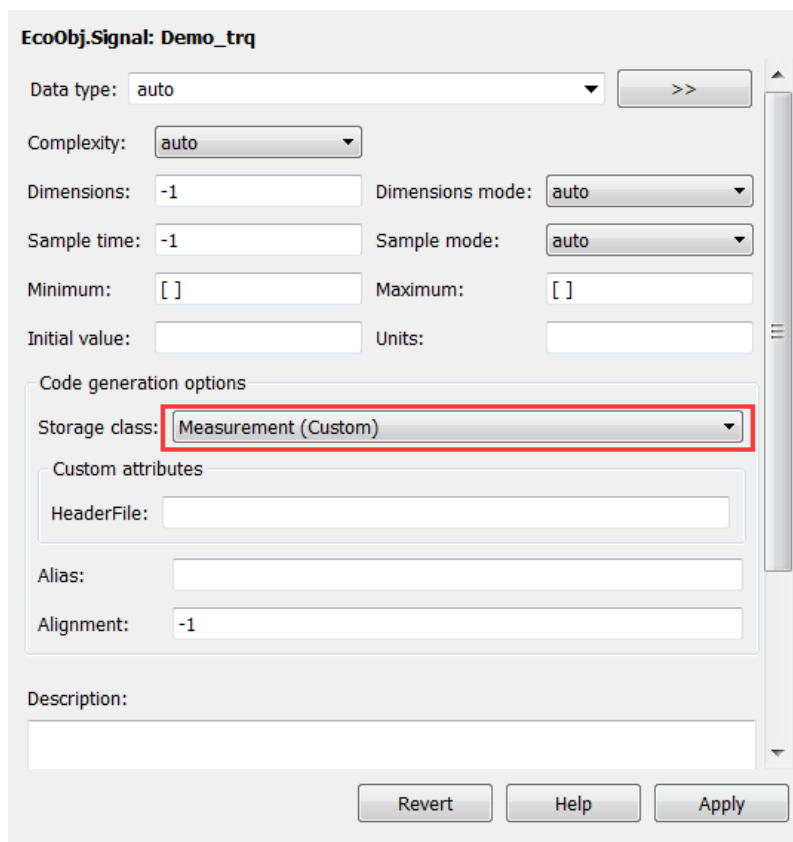 EcoObj.Signal: Demo_trq
Data type: auto >>
Complexity: auto
Dimensions: -1 Dimensions mode: auto
Sample time: -1 Sample mode: auto
Minimum: [ ] Maximum: [ ]
Initial value: Units:
Code generation options
Storage class: Measurement (Custom)
Custom attributes
HeaderFile:
Alias:
Alignment: -1
Description:
Revert Help Apply